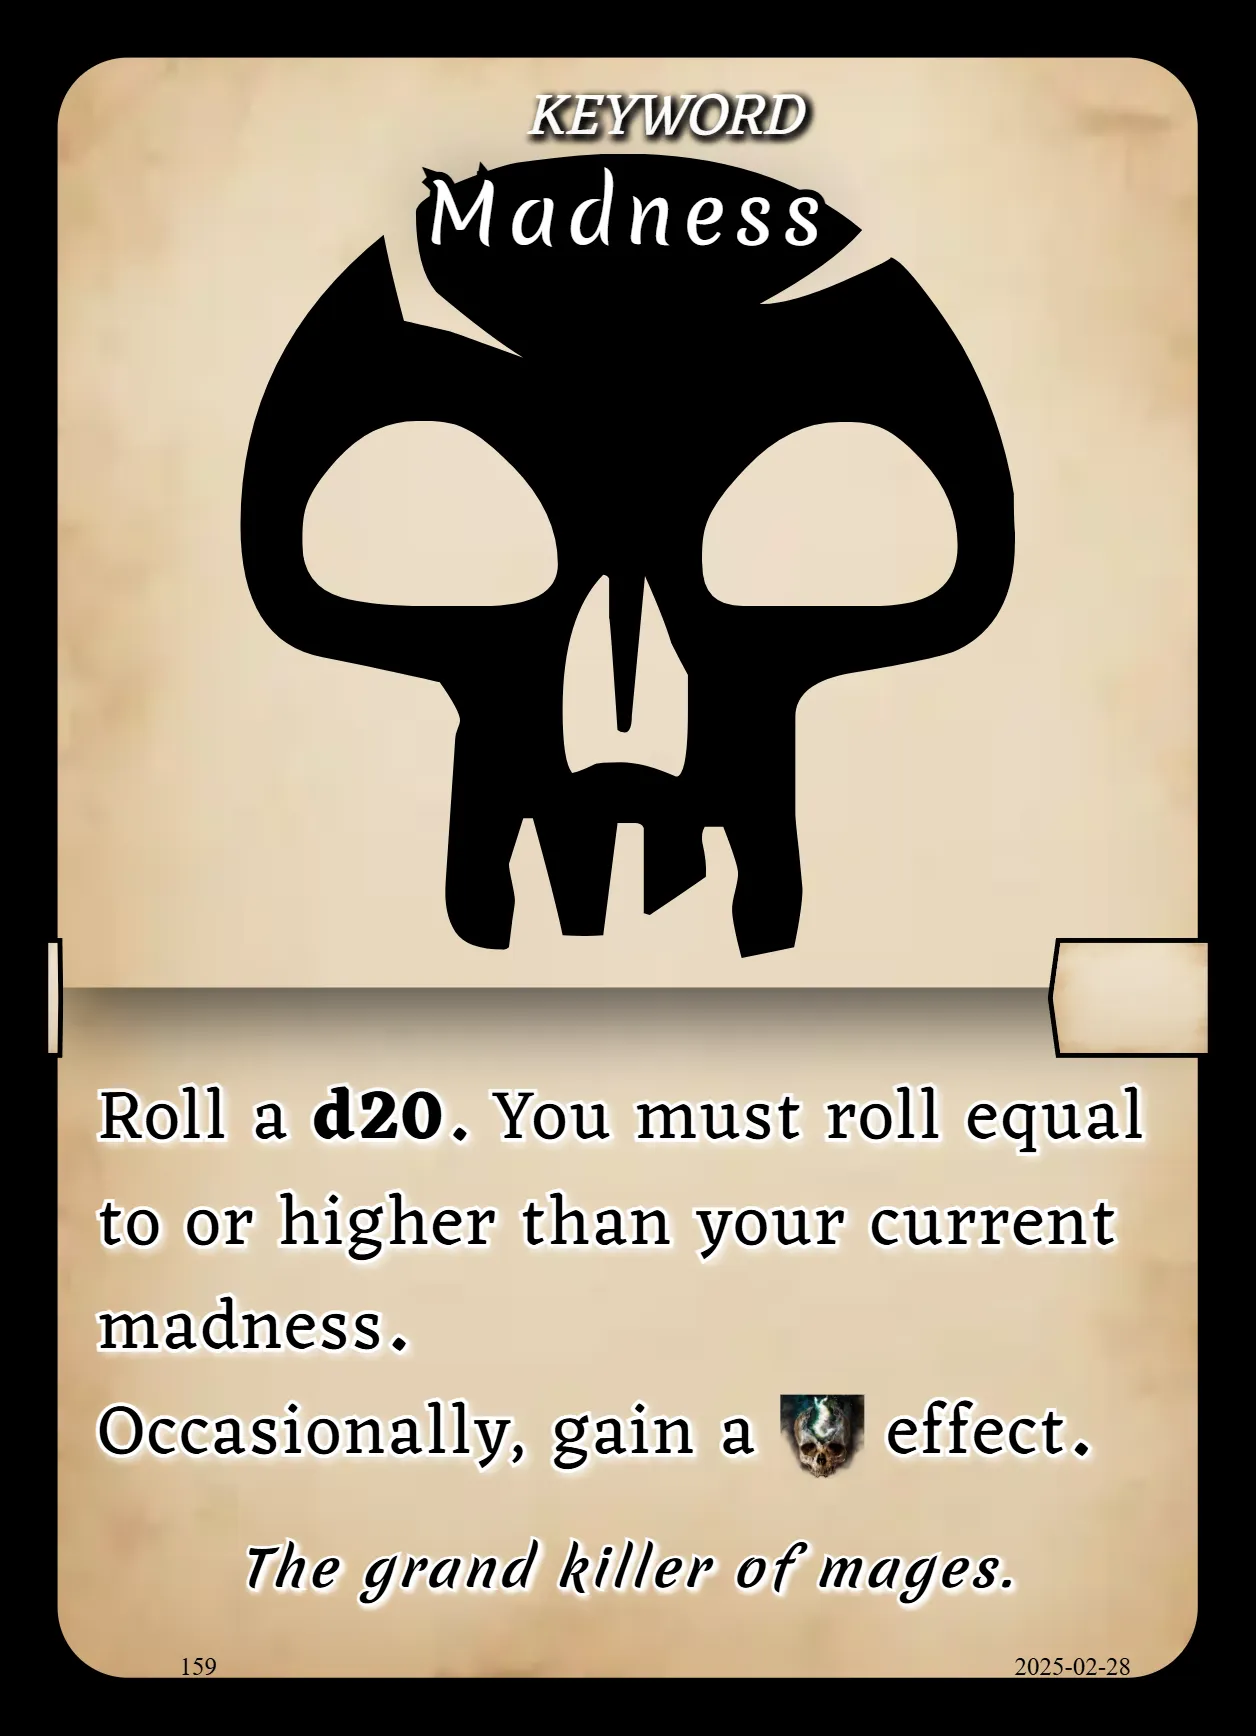 KEYWORD
Madness
Roll a d20. You must roll equal
to or higher than your current
madness.
Occasionally, gain a effect.
The grand killer of mages.
159
2025-02-28